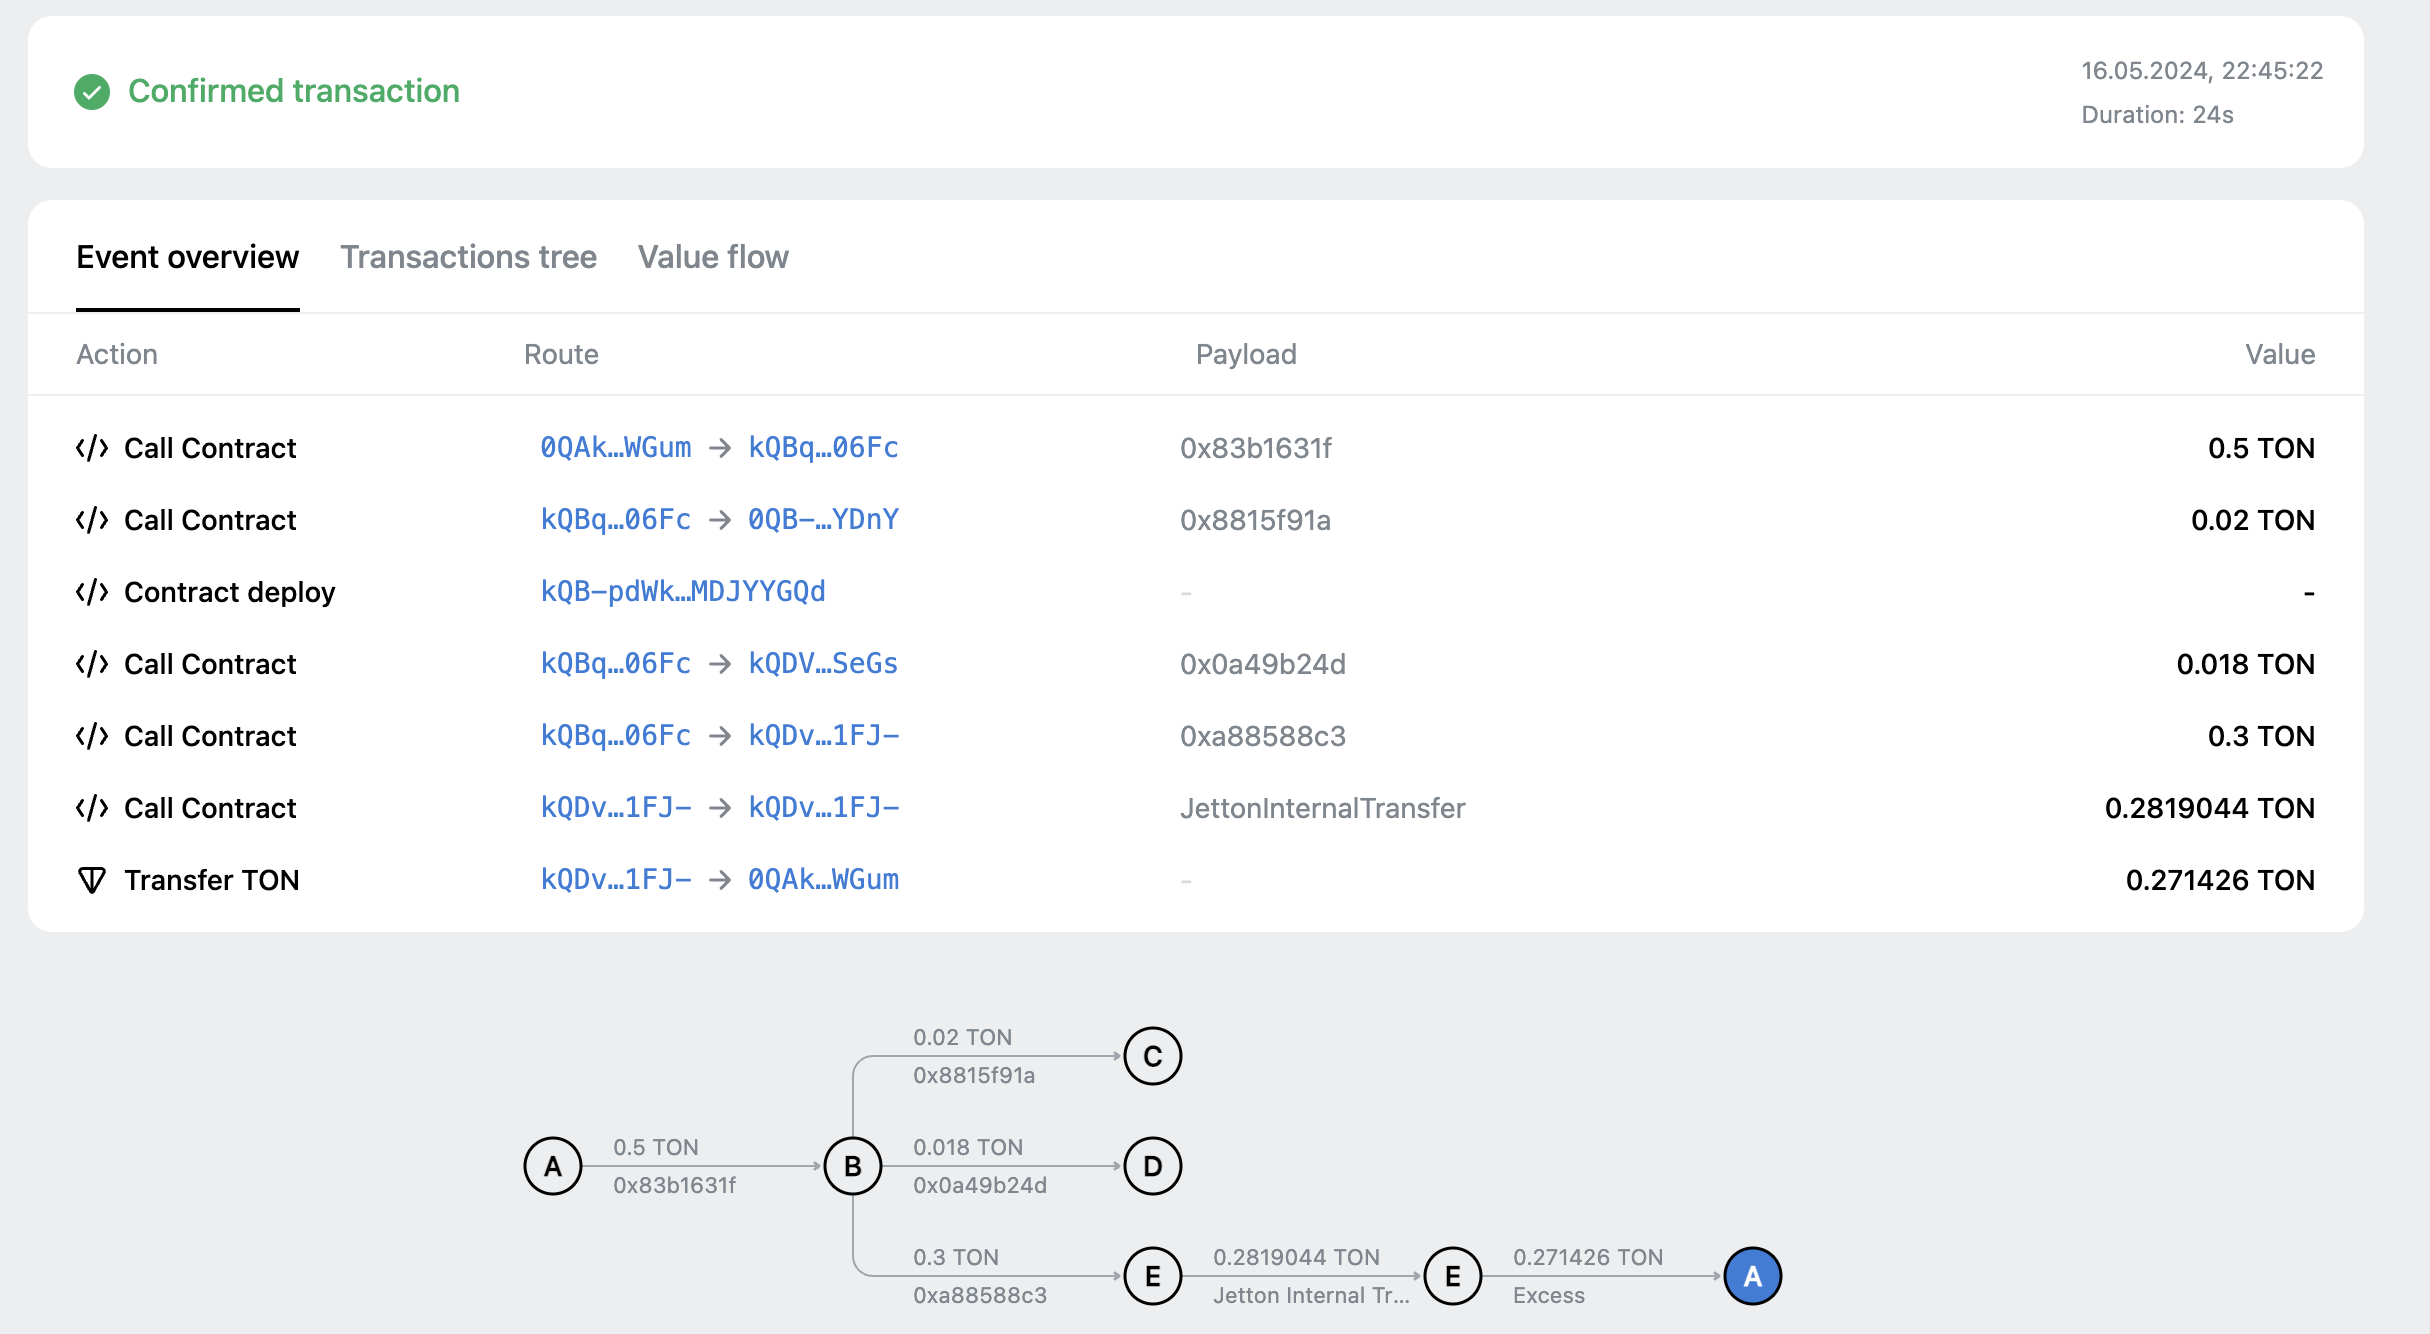 Confirmed transaction
16.05.2024, 22:45:22
Duration: 24s
Event overview Transactions tree Value flow
Action Route Payload Value
Call Contract 0QAk…WGum → kQBq…06Fc 0x83b1631f 0.5 TON
Call Contract kQBq…06Fc → 0QB-…YDnY 0x8815f91a 0.02 TON
Contract deploy kQB-pdWk…MDJYYGQd - -
Call Contract kQBq…06Fc → kQDV…SeGs 0x0a49b24d 0.018 TON
Call Contract kQBq…06Fc → kQDv…1FJ- 0xa88588c3 0.3 TON
Call Contract kQDv…1FJ- → kQDv…1FJ- JettonInternalTransfer 0.2819044 TON
Transfer TON kQDv…1FJ- → 0QAk…WGum - 0.271426 TON
0.02 TON
C
0x8815f91a
A
0.5 TON
0x83b1631f
B
0.018 TON
0x0a49b24d
D
0.3 TON
0xa88588c3
E
0.2819044 TON
Jetton Internal Tr...
E
0.271426 TON
Excess
A